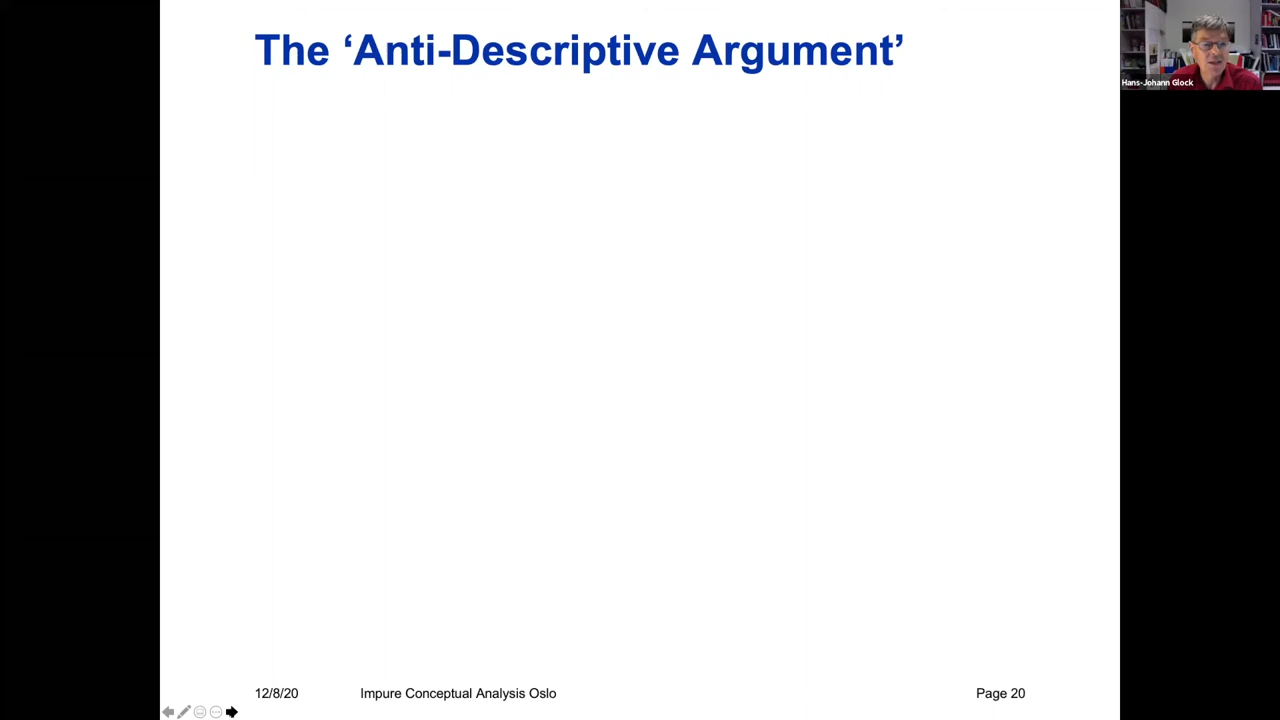 The ‘Anti-Descriptive Argument’
Hans-Johann Glock
12/8/20 Impure Conceptual Analysis Oslo Page 20